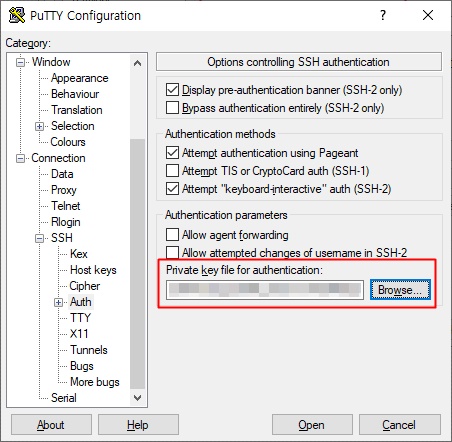 PuTTY Configuration
Category:
Window
Appearance
Behaviour
Translation
Selection
Colours
Connection
Data
Proxy
Telnet
Rlogin
SSH
Kex
Host keys
Cipher
Auth
TTY
X11
Tunnels
Bugs
More bugs
Serial
Options controlling SSH authentication
Display pre-authentication banner (SSH-2 only)
Bypass authentication entirely (SSH-2 only)
Authentication methods
Attempt authentication using Pageant
Attempt TIS or CryptoCard auth (SSH-1)
Attempt "keyboard-interactive" auth (SSH-2)
Authentication parameters
Allow agent forwarding
Allow attempted changes of username in SSH-2
Private key file for authentication:
Browse...
About
Help
Open
Cancel